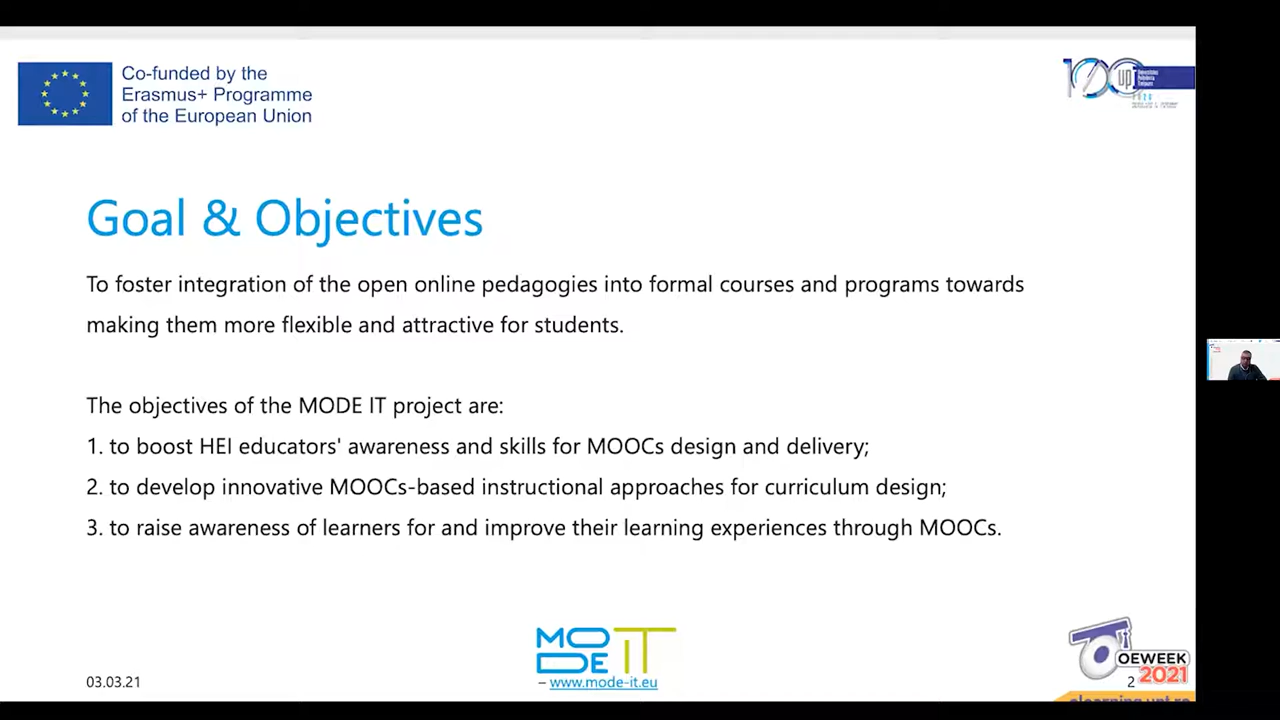 Co-funded by the
Erasmus+ Programme
of the European Union
Goal & Objectives
To foster integration of the open online pedagogies into formal courses and programs towards
making them more flexible and attractive for students.
The objectives of the MODE IT project are:
1. to boost HEI educators' awareness and skills for MOOCs design and delivery;
2. to develop innovative MOOCs-based instructional approaches for curriculum design;
3. to raise awareness of learners for and improve their learning experiences through MOOCs.
MODE IT
– www.mode-it.eu
03.03.21
2
OEWEEK
2021
elearning.upt.ro